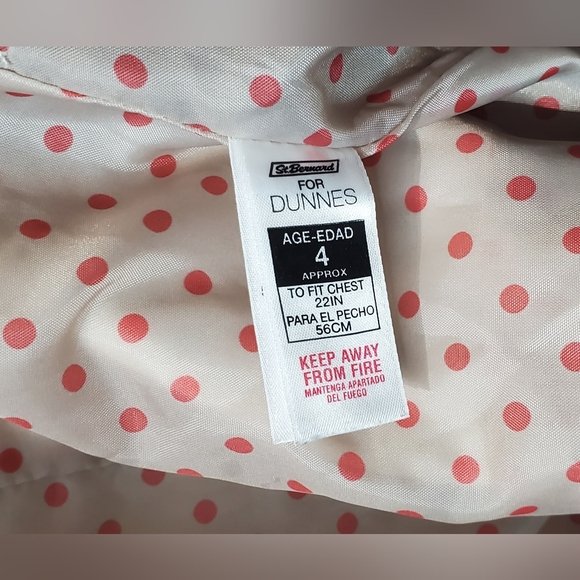 St. Bernard
FOR
DUNNES
AGE-EDAD
4
APPROX
TO FIT CHEST
22IN
PARA EL PECHO
56CM
KEEP AWAY
FROM FIRE
MANTENGA APARTADO
DEL FUEGO